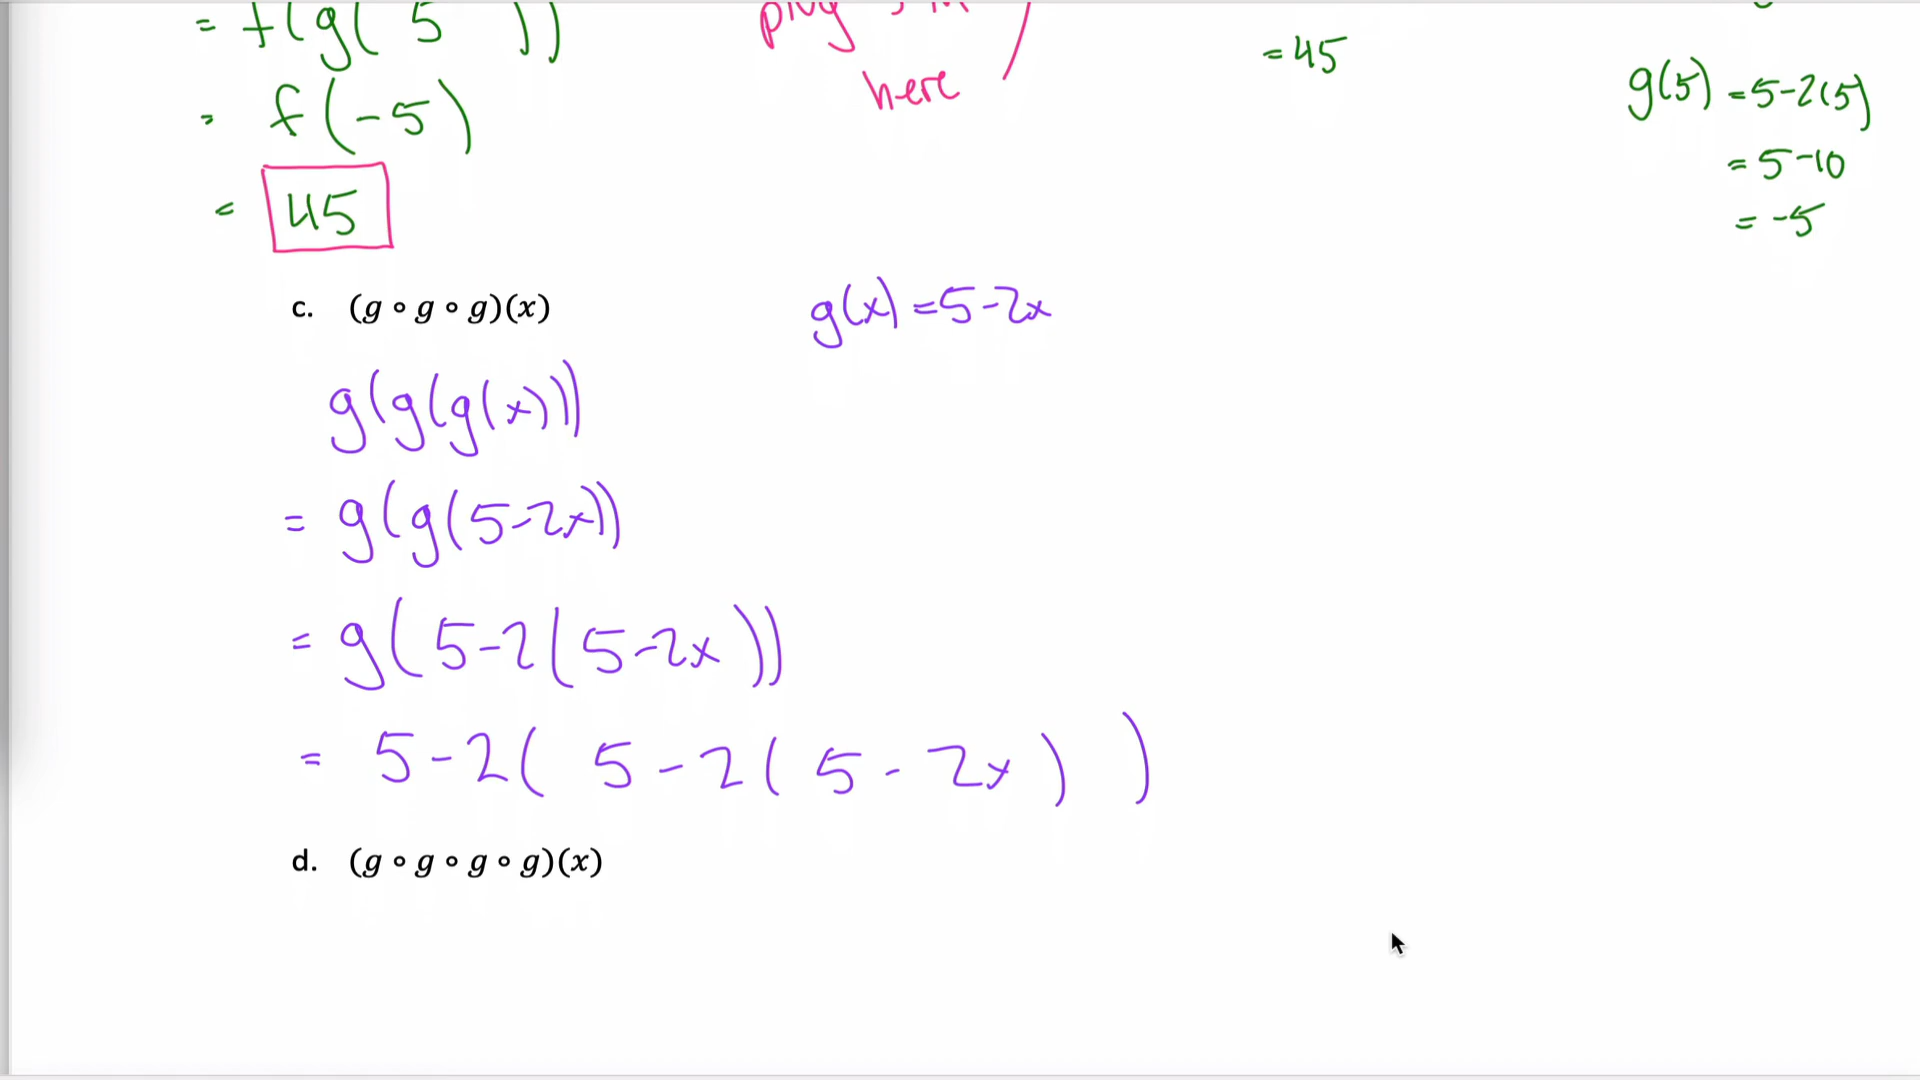 = f(g( 5 ))
= f(-5)
= 45
plug
here
= 45
g(5) = 5-2(5)
= 5-10
= -5
c. (g ∘ g ∘ g)(x)
g(x) = 5-2x
g(g(g(x)))
= g(g(5-2x))
= g( 5-2( 5-2x ))
= 5-2( 5-2( 5- 2x ) )
d. (g ∘ g ∘ g ∘ g)(x)